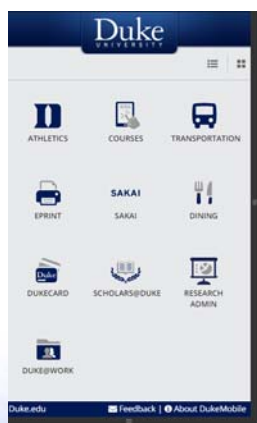 Duke
UNIVERSITY
ATHLETICS
COURSES
TRANSPORTATION
EPRINT
SAKAI
SAKAI
DINING
Duke
DUKECARD
SCHOLARS@DUKE
RESEARCH
ADMIN
DUKE@WORK
Duke.edu
Feedback | About DukeMobile